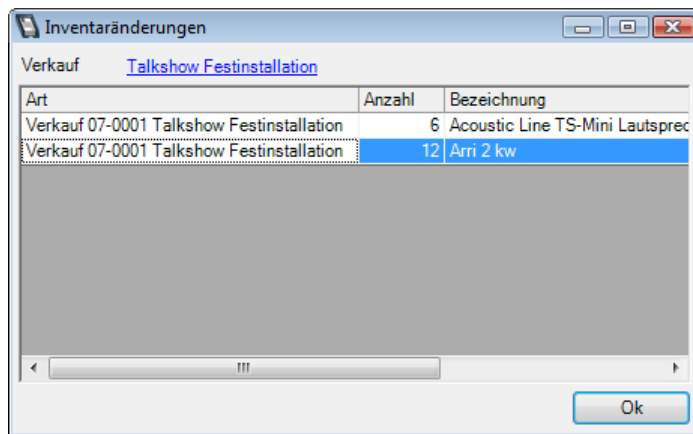 Inventaränderungen
Verkauf Talkshow Festinstallation
Art Anzahl Bezeichnung
Verkauf 07-0001 Talkshow Festinstallation 6 Acoustic Line TS-Mini Lautsprec
Verkauf 07-0001 Talkshow Festinstallation 12 Arri 2 kw
Ok